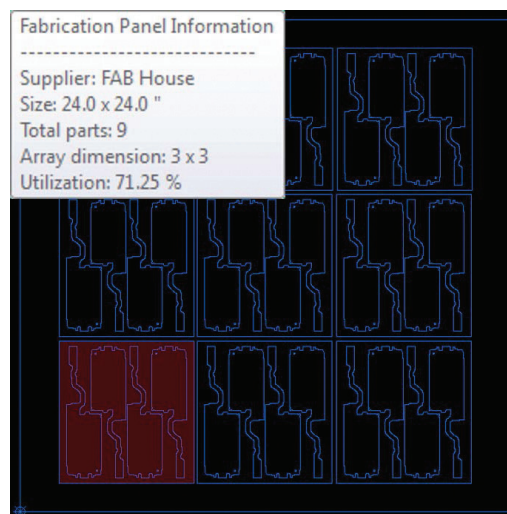 Fabrication Panel Information
----------------------------
Supplier: FAB House
Size: 24.0 x 24.0 "
Total parts: 9
Array dimension: 3 x 3
Utilization: 71.25 %